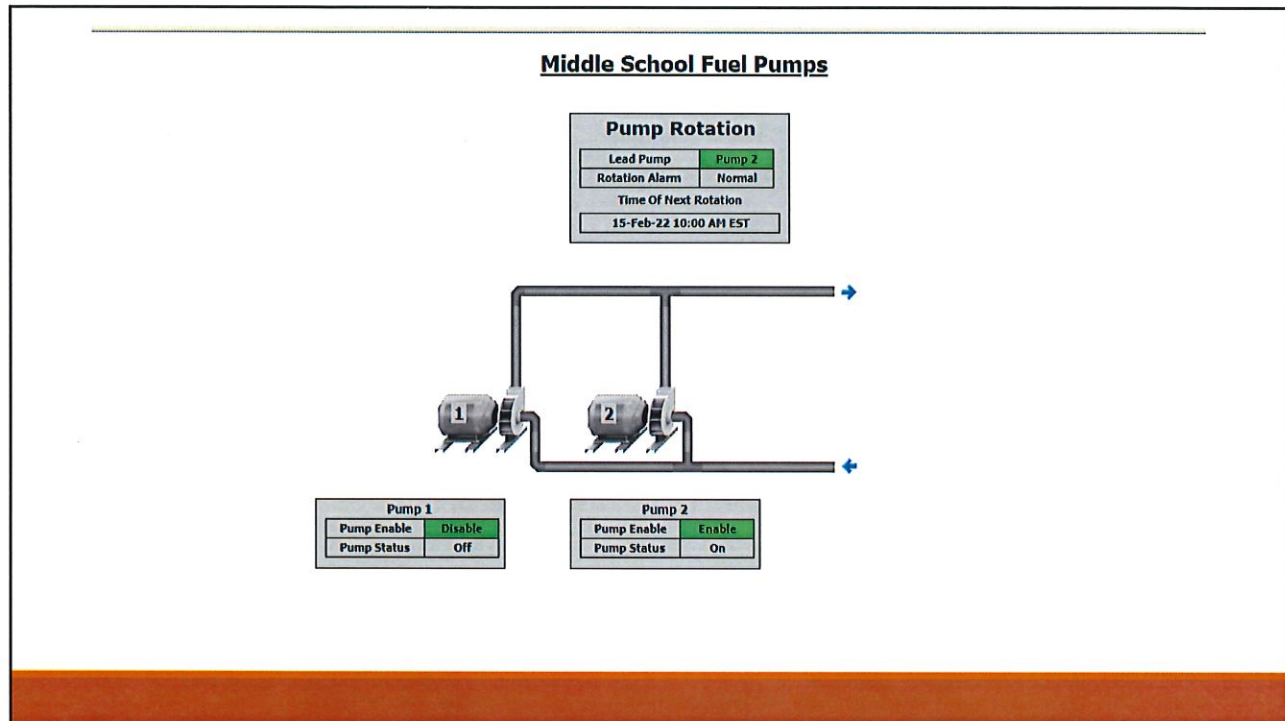 Middle School Fuel Pumps
Pump Rotation
Lead Pump Pump 2
Rotation Alarm Normal
Time Of Next Rotation
15-Feb-22 10:00 AM EST
1 2
Pump 1
Pump Enable Disable
Pump Status Off
Pump 2
Pump Enable Enable
Pump Status On